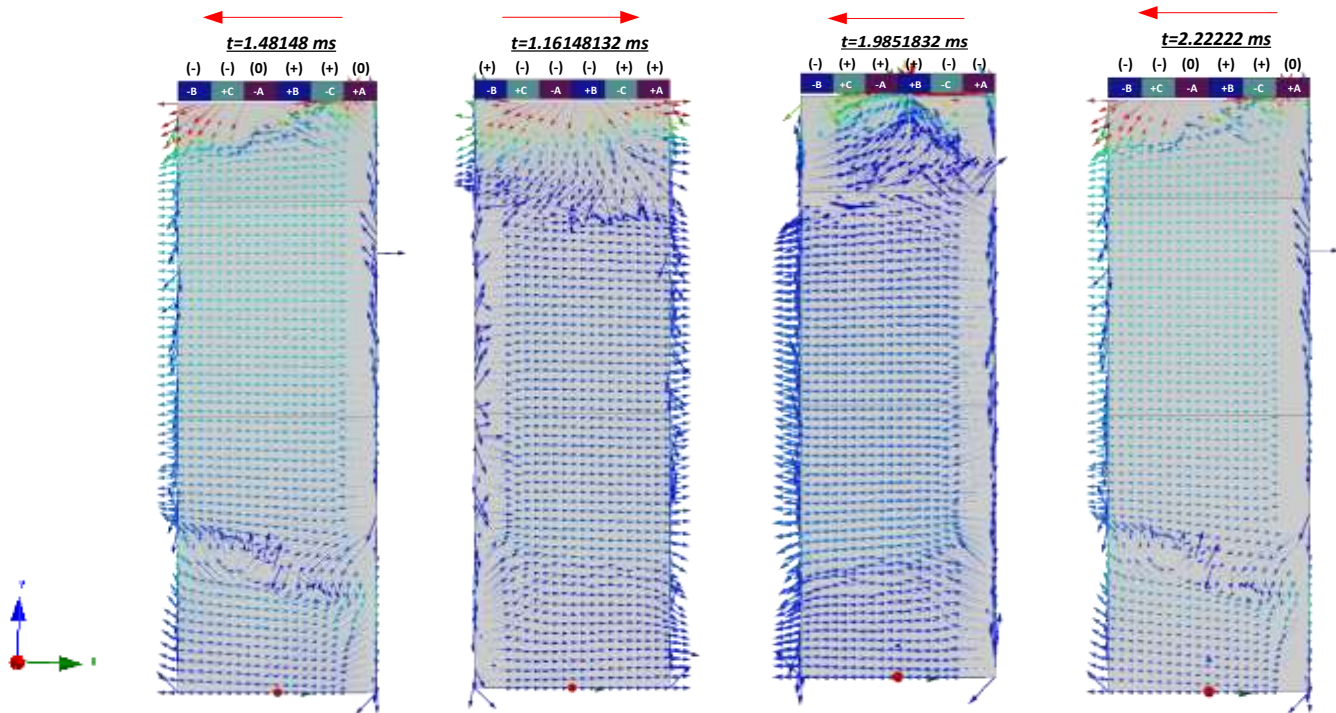 t=1.48148 ms
(-) (-) (0) (+) (+) (0)
-B +C -A +B -C +A
t=1.16148132 ms
(+) (-) (-) (-) (+) (+)
-B +C -A +B -C +A
t=1.9851832 ms
(-) (+) (+) (+) (-) (-)
-B +C -A +B -C +A
t=2.22222 ms
(-) (-) (0) (+) (+) (0)
-B +C -A +B -C +A